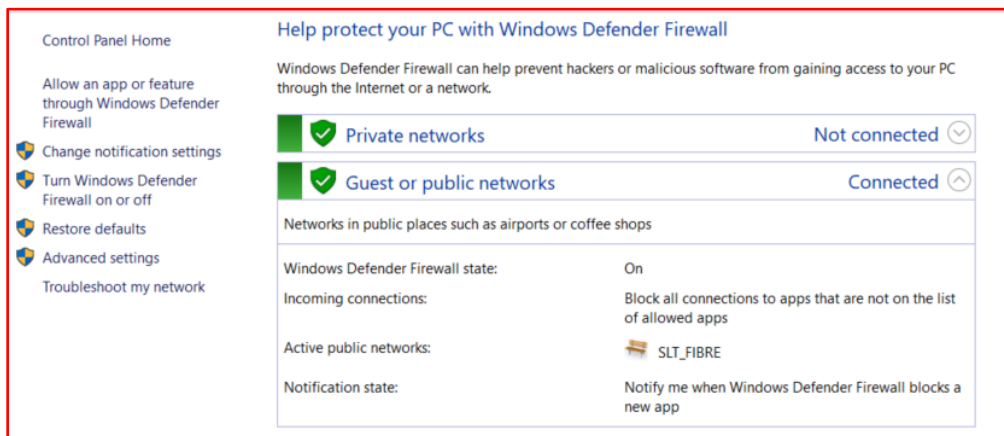 Control Panel Home
Allow an app or feature
through Windows Defender
Firewall
Change notification settings
Turn Windows Defender
Firewall on or off
Restore defaults
Advanced settings
Troubleshoot my network
Help protect your PC with Windows Defender Firewall
Windows Defender Firewall can help prevent hackers or malicious software from gaining access to your PC
through the Internet or a network.
Private networks Not connected
Guest or public networks Connected
Networks in public places such as airports or coffee shops
Windows Defender Firewall state: On
Incoming connections: Block all connections to apps that are not on the list
of allowed apps
Active public networks: SLT_FIBRE
Notification state: Notify me when Windows Defender Firewall blocks a
new app